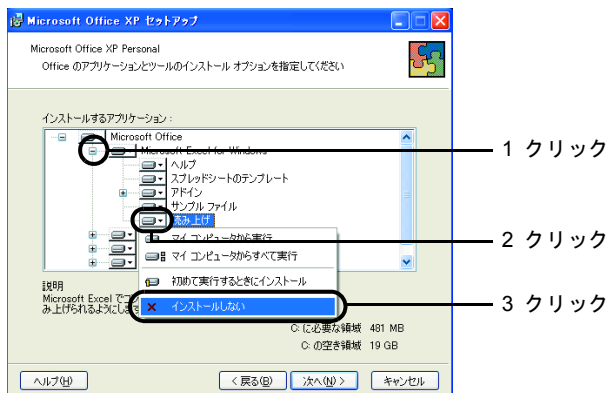 Microsoft Office XP セットアップ
Microsoft Office XP Personal
Office のアプリケーションとツールのインストール オプションを指定してください
インストールするアプリケーション :
Microsoft Office
Microsoft Excel for Windows
1 クリック
ヘルプ
スプレッドシートのテンプレート
アドイン
サンプル ファイル
読み上げ
2 クリック
マイ コンピュータから実行
マイ コンピュータからすべて実行
初めて実行するときにインストール
インストールしない
3 クリック
説明
Microsoft Excel で
み上げられるようにしま
C: に必要な領域 481 MB
C: の空き領域 19 GB
ヘルプ(H)
< 戻る(B)
次へ(N) >
キャンセル